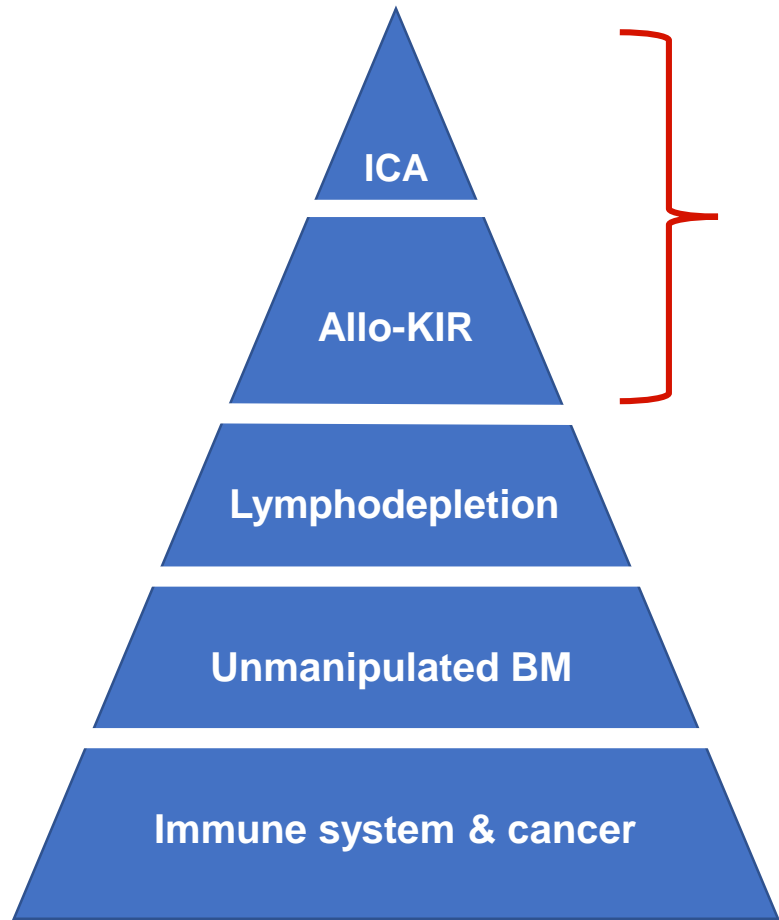 ICA
Allo-KIR
Lymphodepletion
Unmanipulated BM
Immune system & cancer